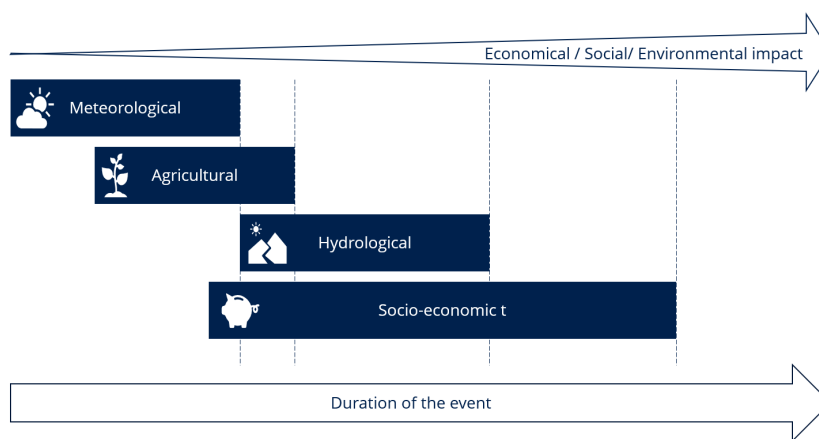 Economical / Social/ Environmental impact
Meteorological
Agricultural
Hydrological
Socio-economic t
Duration of the event